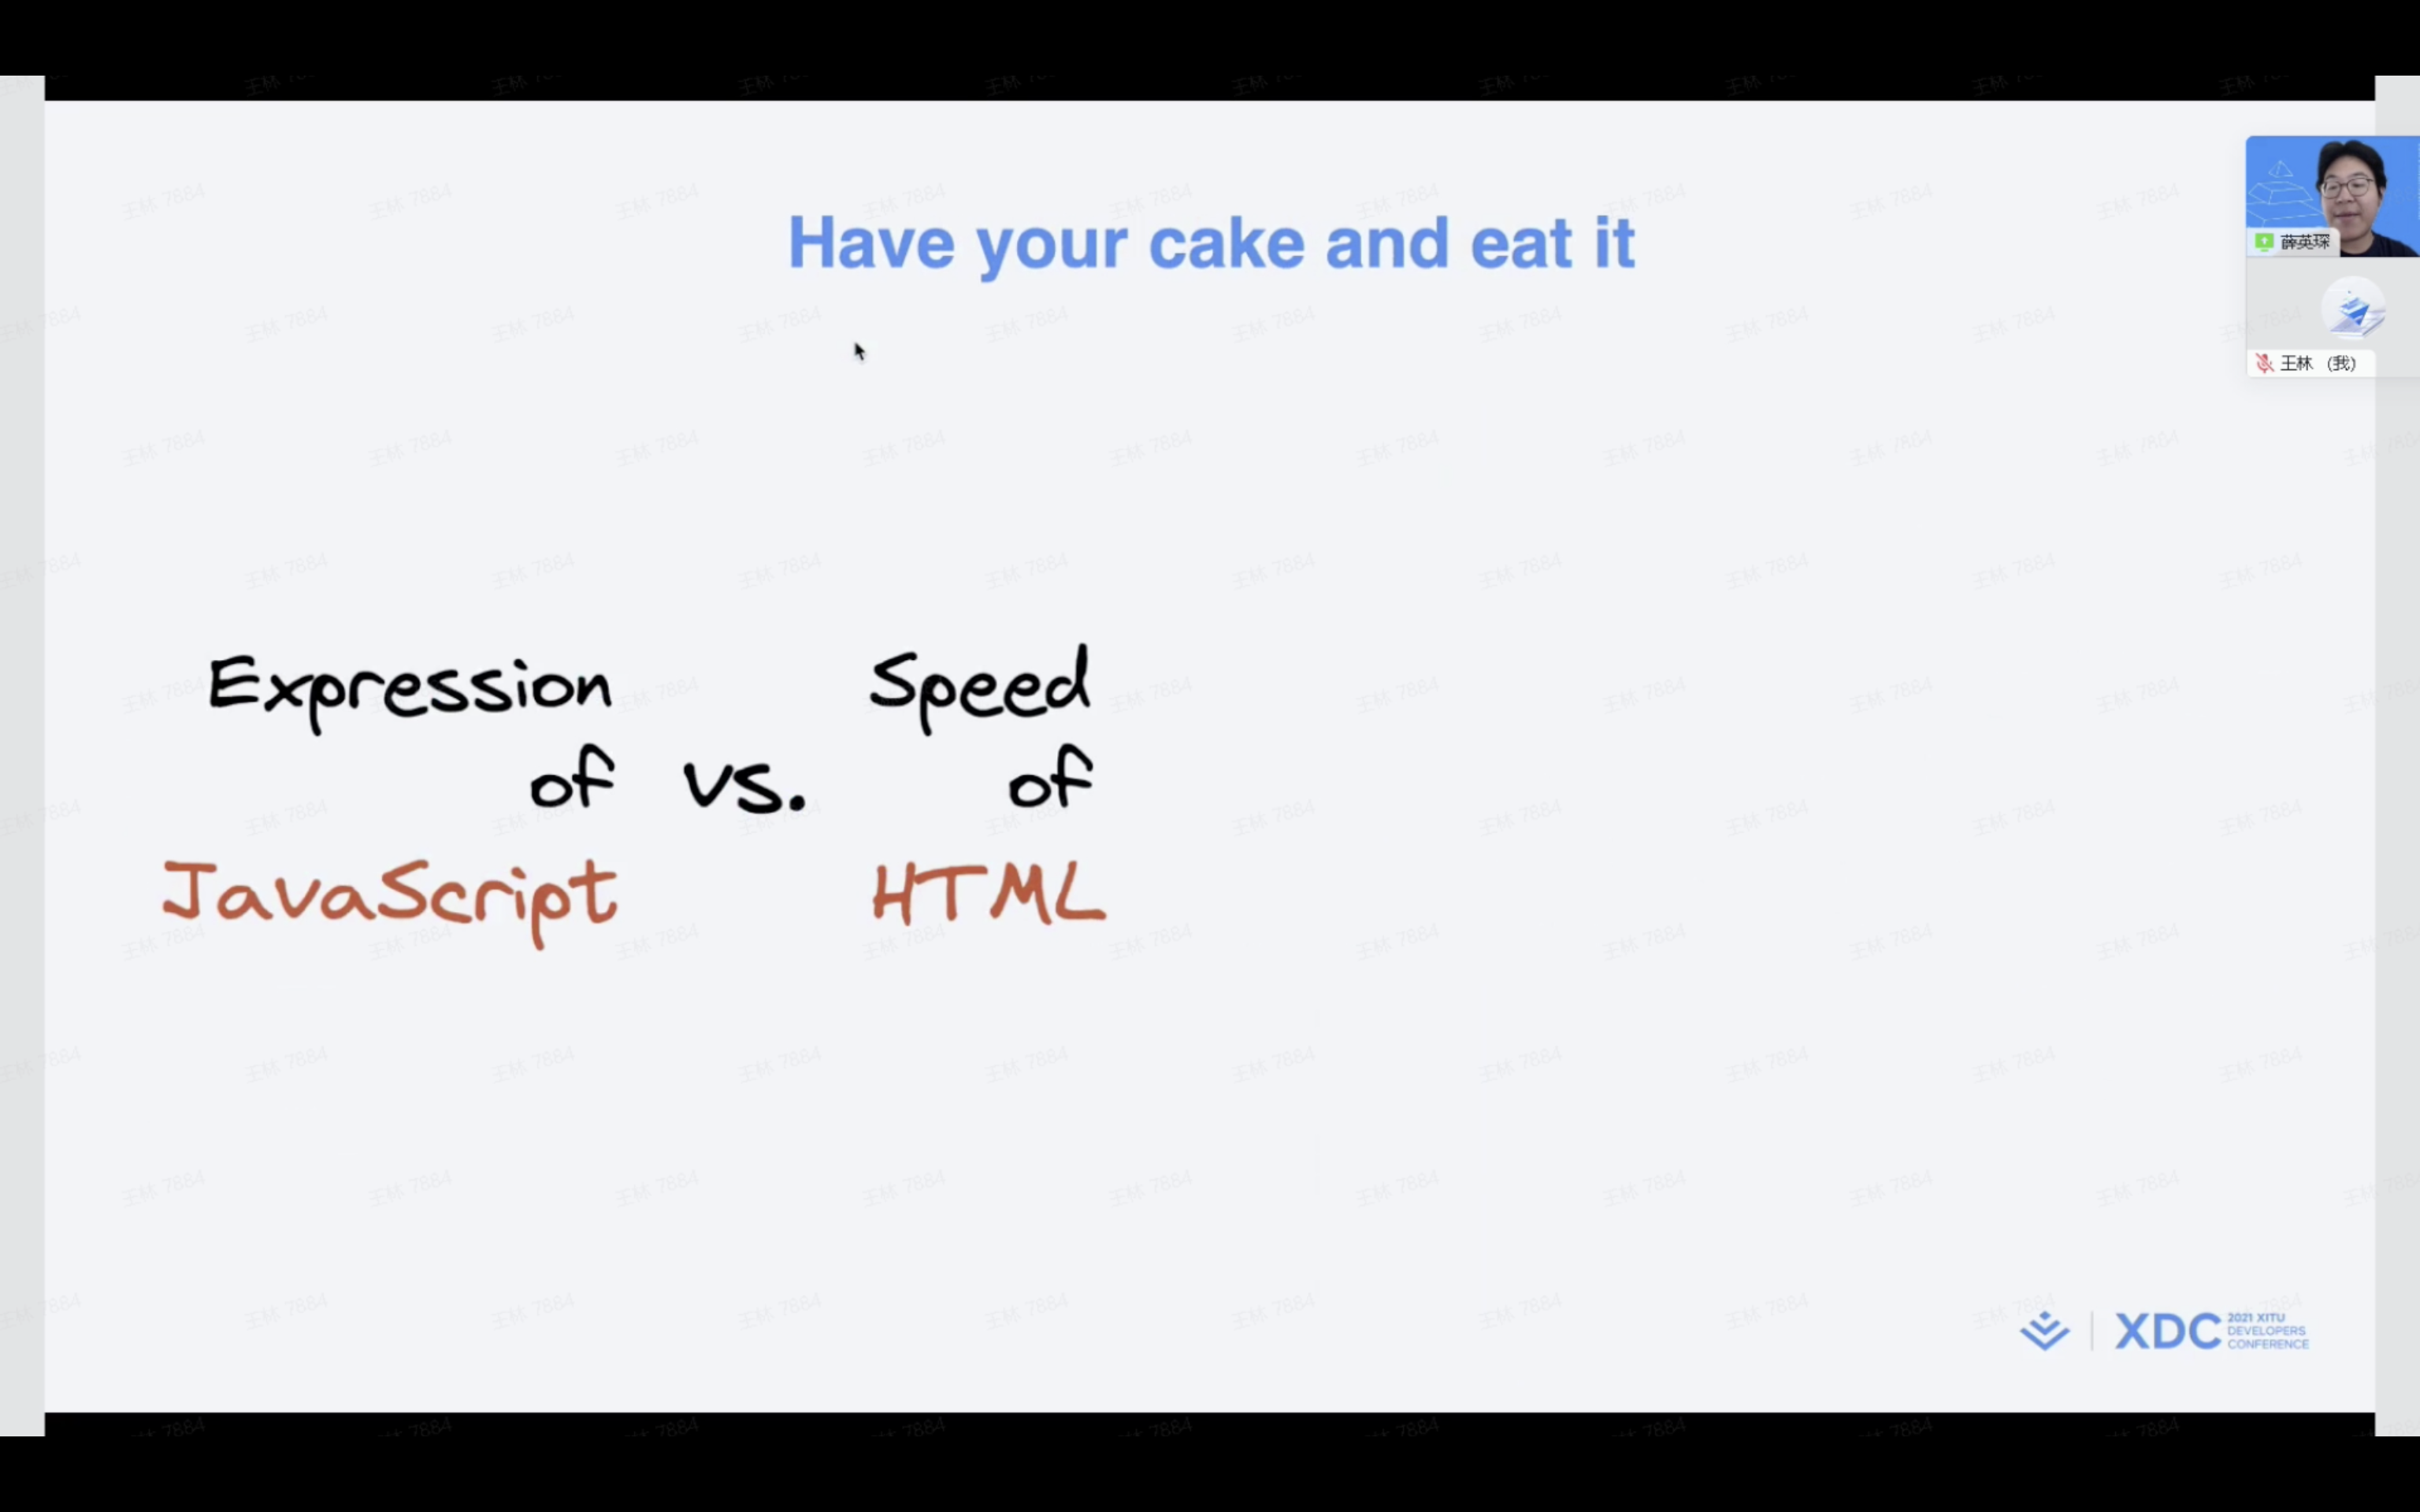 Have your cake and eat it
薛英琛
王林 (我)
Expression
of
JavaScript
vs.
Speed
of
HTML
XDC
2021 XITU
DEVELOPERS
CONFERENCE
王林 7884